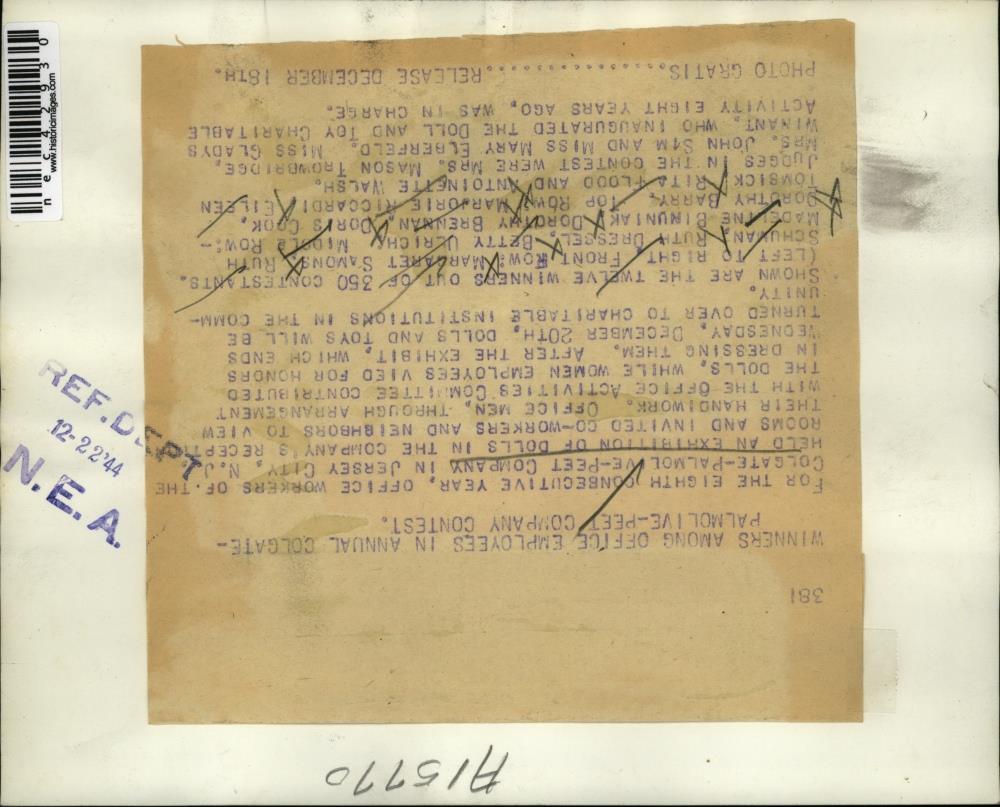 381
WINNERS AMONG OFFICE EMPLOYEES IN ANNUAL COLGATE-
PALMOLIVE-PEET COMPANY CONTEST.
FOR THE EIGHTH CONSECUTIVE YEAR, OFFICE WORKERS OF THE
COLGATE-PALMOLIVE-PEET COMPANY IN JERSEY CITY, N.J.
HELD AN EXHIBITION OF DOLLS IN THE COMPANY'S RECEPTION
ROOMS AND INVITED CO-WORKERS AND NEIGHBORS TO VIEW
THEIR HANDIWORK. OFFICE MEN, THROUGH ARRANGEMENT
WITH THE OFFICE ACTIVITIES COMMITTEE CONTRIBUTED
THE DOLLS, WHILE WOMEN EMPLOYEES VIED FOR HONORS
IN DRESSING THEM. AFTER THE EXHIBIT, WHICH ENDS
WEDNESDAY, DECEMBER 20TH, DOLLS AND TOYS WILL BE
TURNED OVER TO CHARITABLE INSTITUTIONS IN THE COMM-
UNITY.
SHOWN ARE THE TWELVE WINNERS OUT OF 350 CONTESTANTS.
(LEFT TO RIGHT) FRONT ROW: MARGARET SAMONS, RUTH
SCHUMAN, RUTH DRESSEL, BETTY ULRICH. MIDDLE ROW:-
MADELINE BINUNIAK, DOROTHY BRENNAN, DORIS COOK,
DOROTHY BARRY. TOP ROW: MARJORIE RICCARDI, EILEEN
TOMSICK, RITA FLOOD AND ANTOINETTE WALSH.
JUDGES IN THE CONTEST WERE MRS. MASON TROWBRIDGE,
MRS. JOHN SIM AND MISS MARY ELBERFELD. MISS GLADYS
WINANT, WHO INAUGURATED THE DOLL AND TOY CHARITABLE
ACTIVITY EIGHT YEARS AGO, WAS IN CHARGE.
PHOTO GRATIS...................RELEASE DECEMBER 18TH.
REF. DEPT
12-22'44
N.E.A.
A15770
www.historicimages.com
nec42930